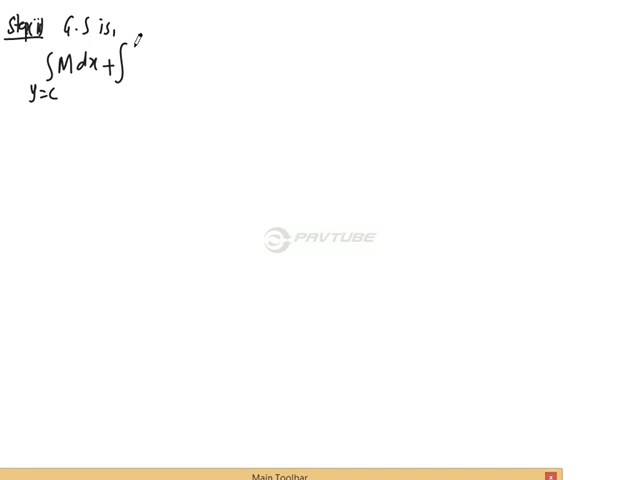 Step(ii) G.S is,
∫ M dx + ∫
y=c
PAVTUBE
Main Toolbar
x